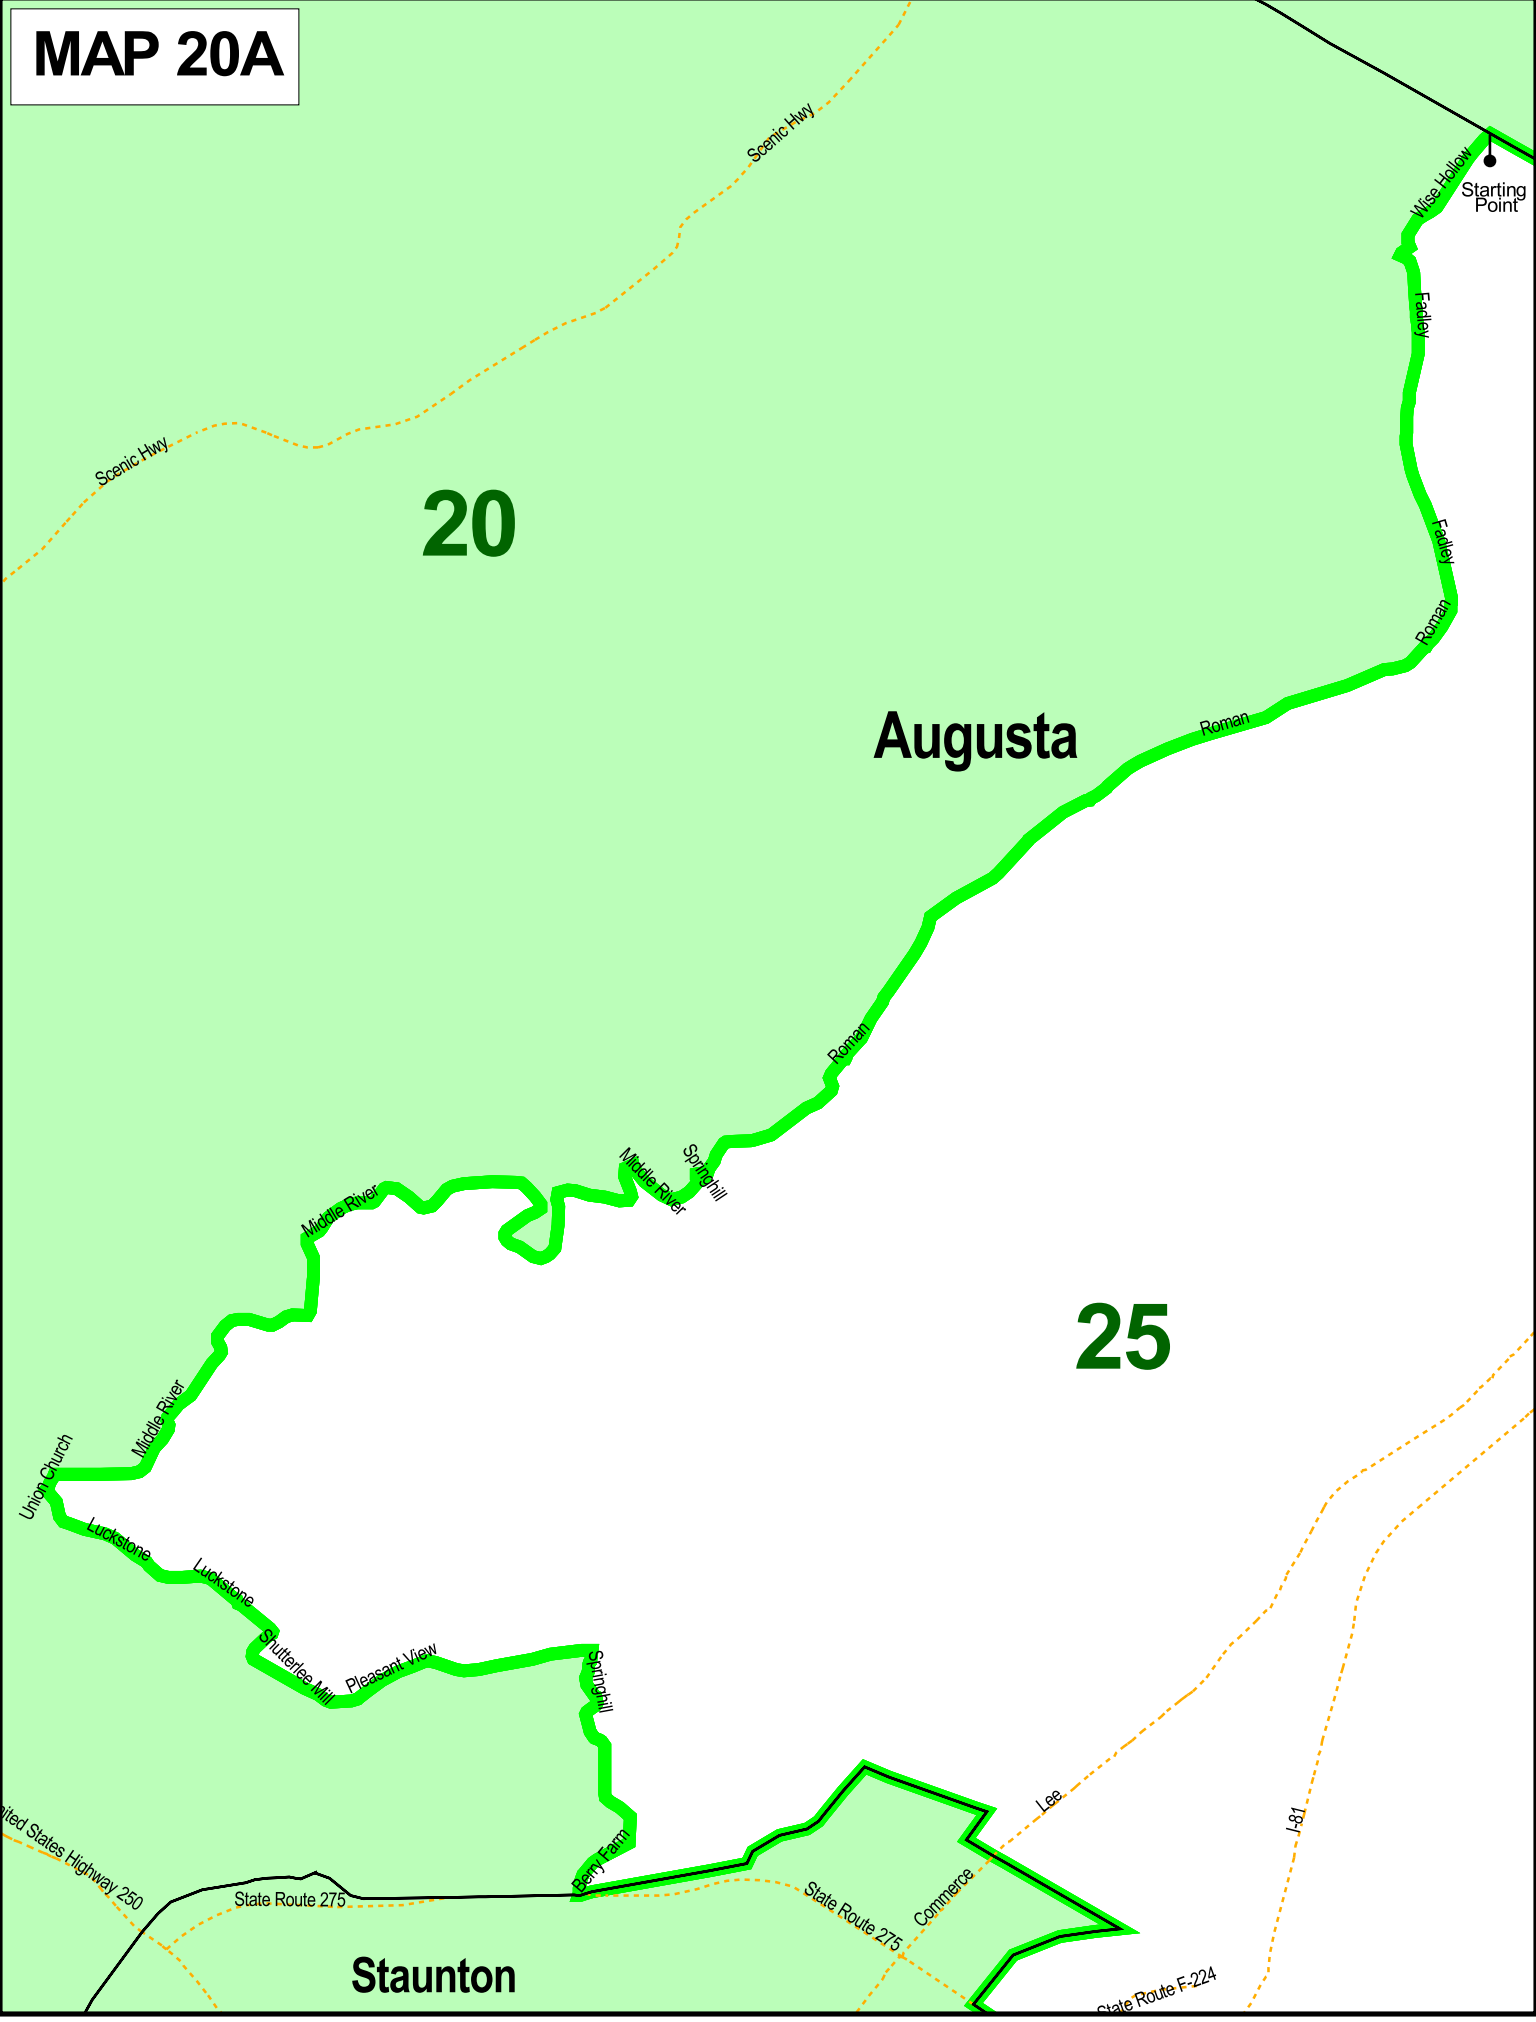 MAP 20A
Scenic Hwy
Wise Hollow
Starting
Point
Fadley
Scenic Hwy
20
Fadley
Roman
Augusta
Roman
Roman
Middle River
Springhill
Middle River
25
Middle River
Union Church
Luckstone
Luckstone
Shutterlee Mill
Pleasant View
Springhill
Lee
I-81
States Highway 250
Berry Farm
State Route 275
State Route 275
Commerce
Staunton
State Route F-224